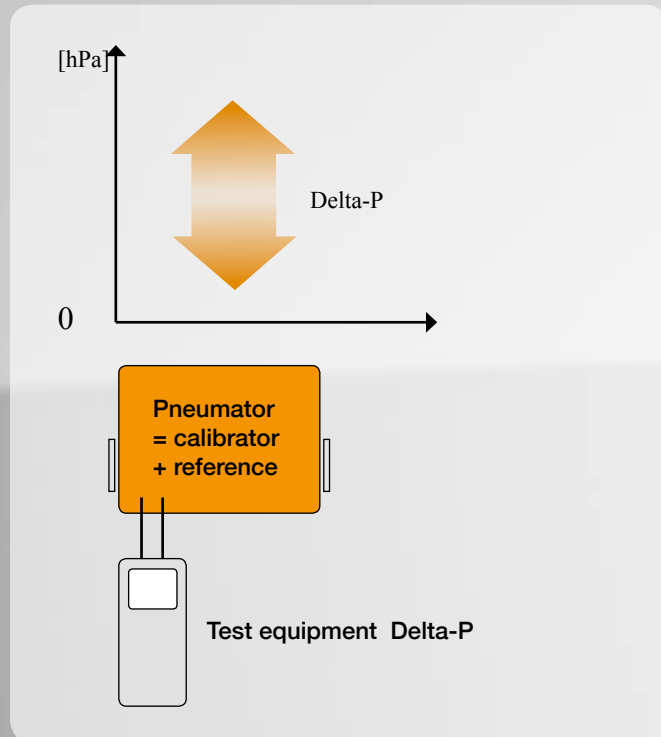 [hPa]
Delta-P
0
Pneumator
= calibrator
+ reference
Test equipment Delta-P